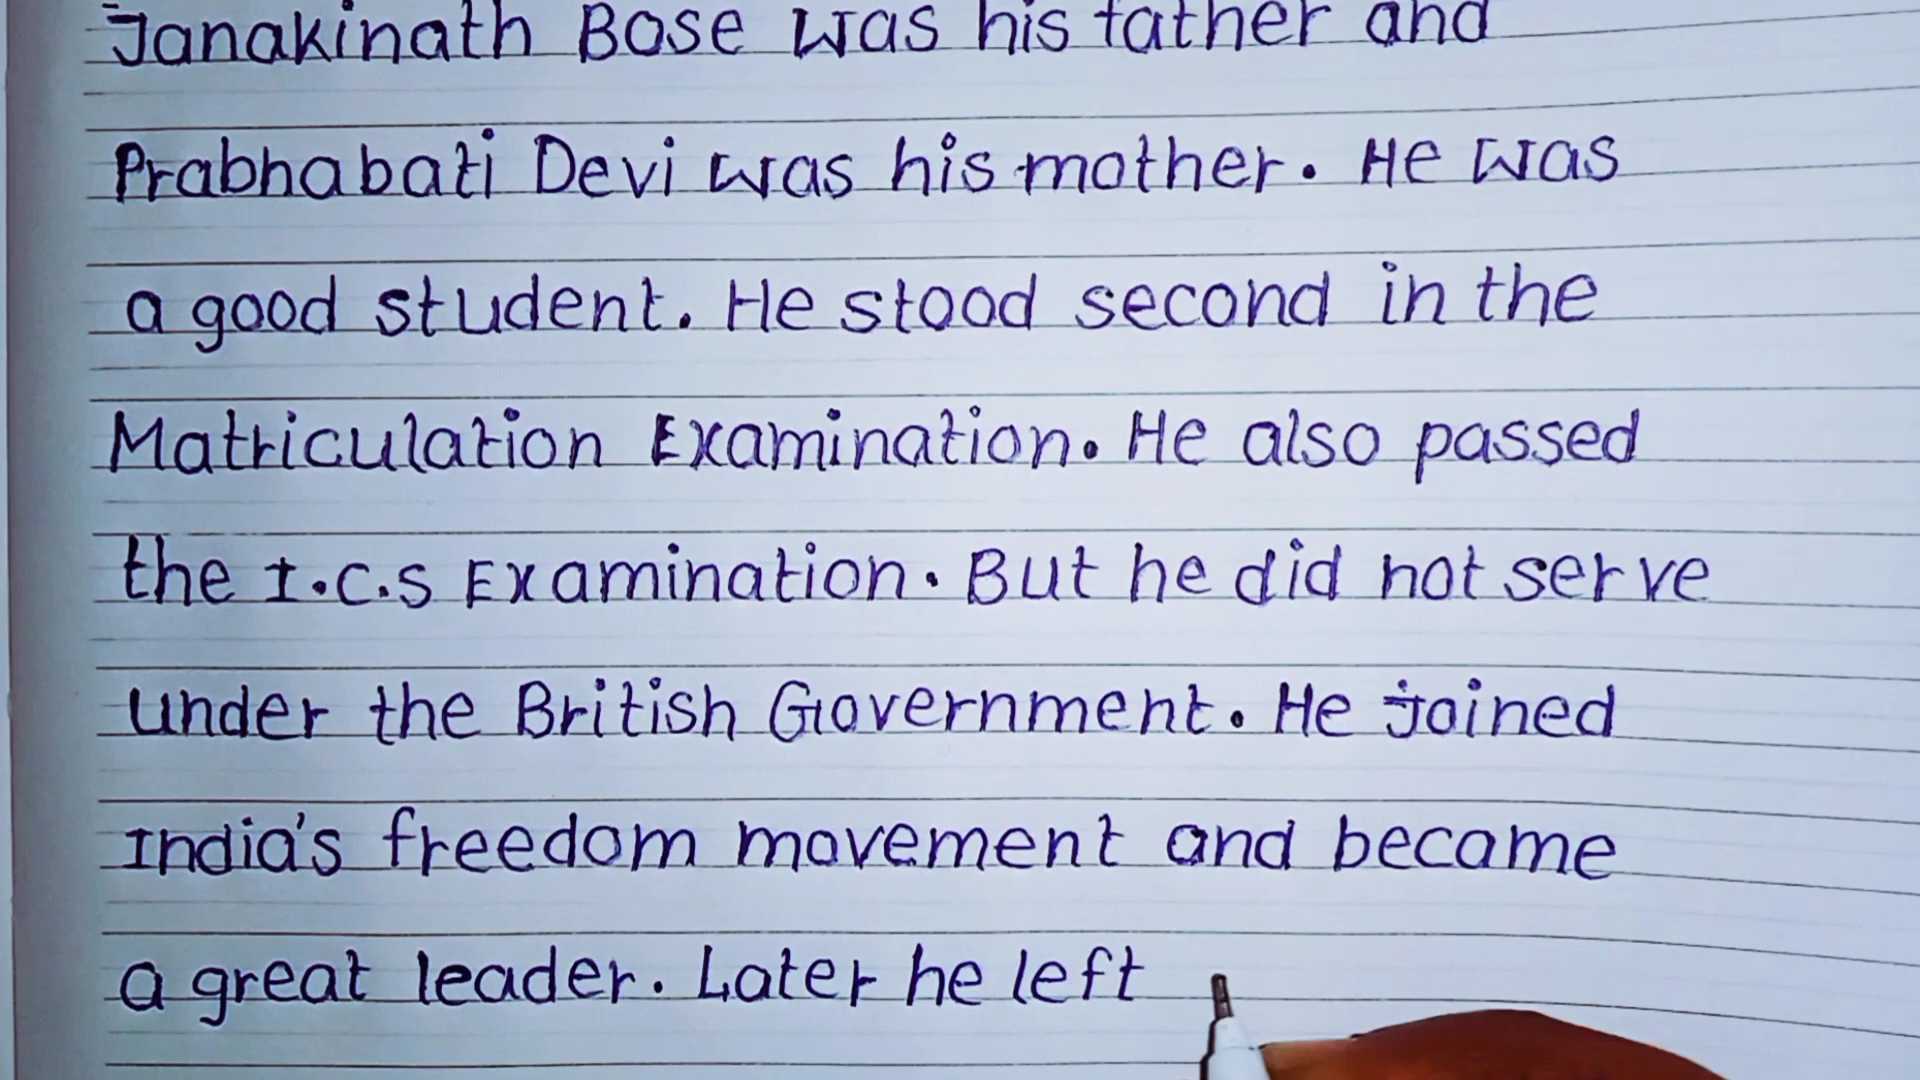 Janakinath Bose was his father and
Prabhabati Devi was his mother. He was
a good student. He stood second in the
Matriculation Examination. He also passed
the I.C.S Examination. But he did not serve
under the British Government. He joined
India's freedom movement and became
a great leader. Later he left